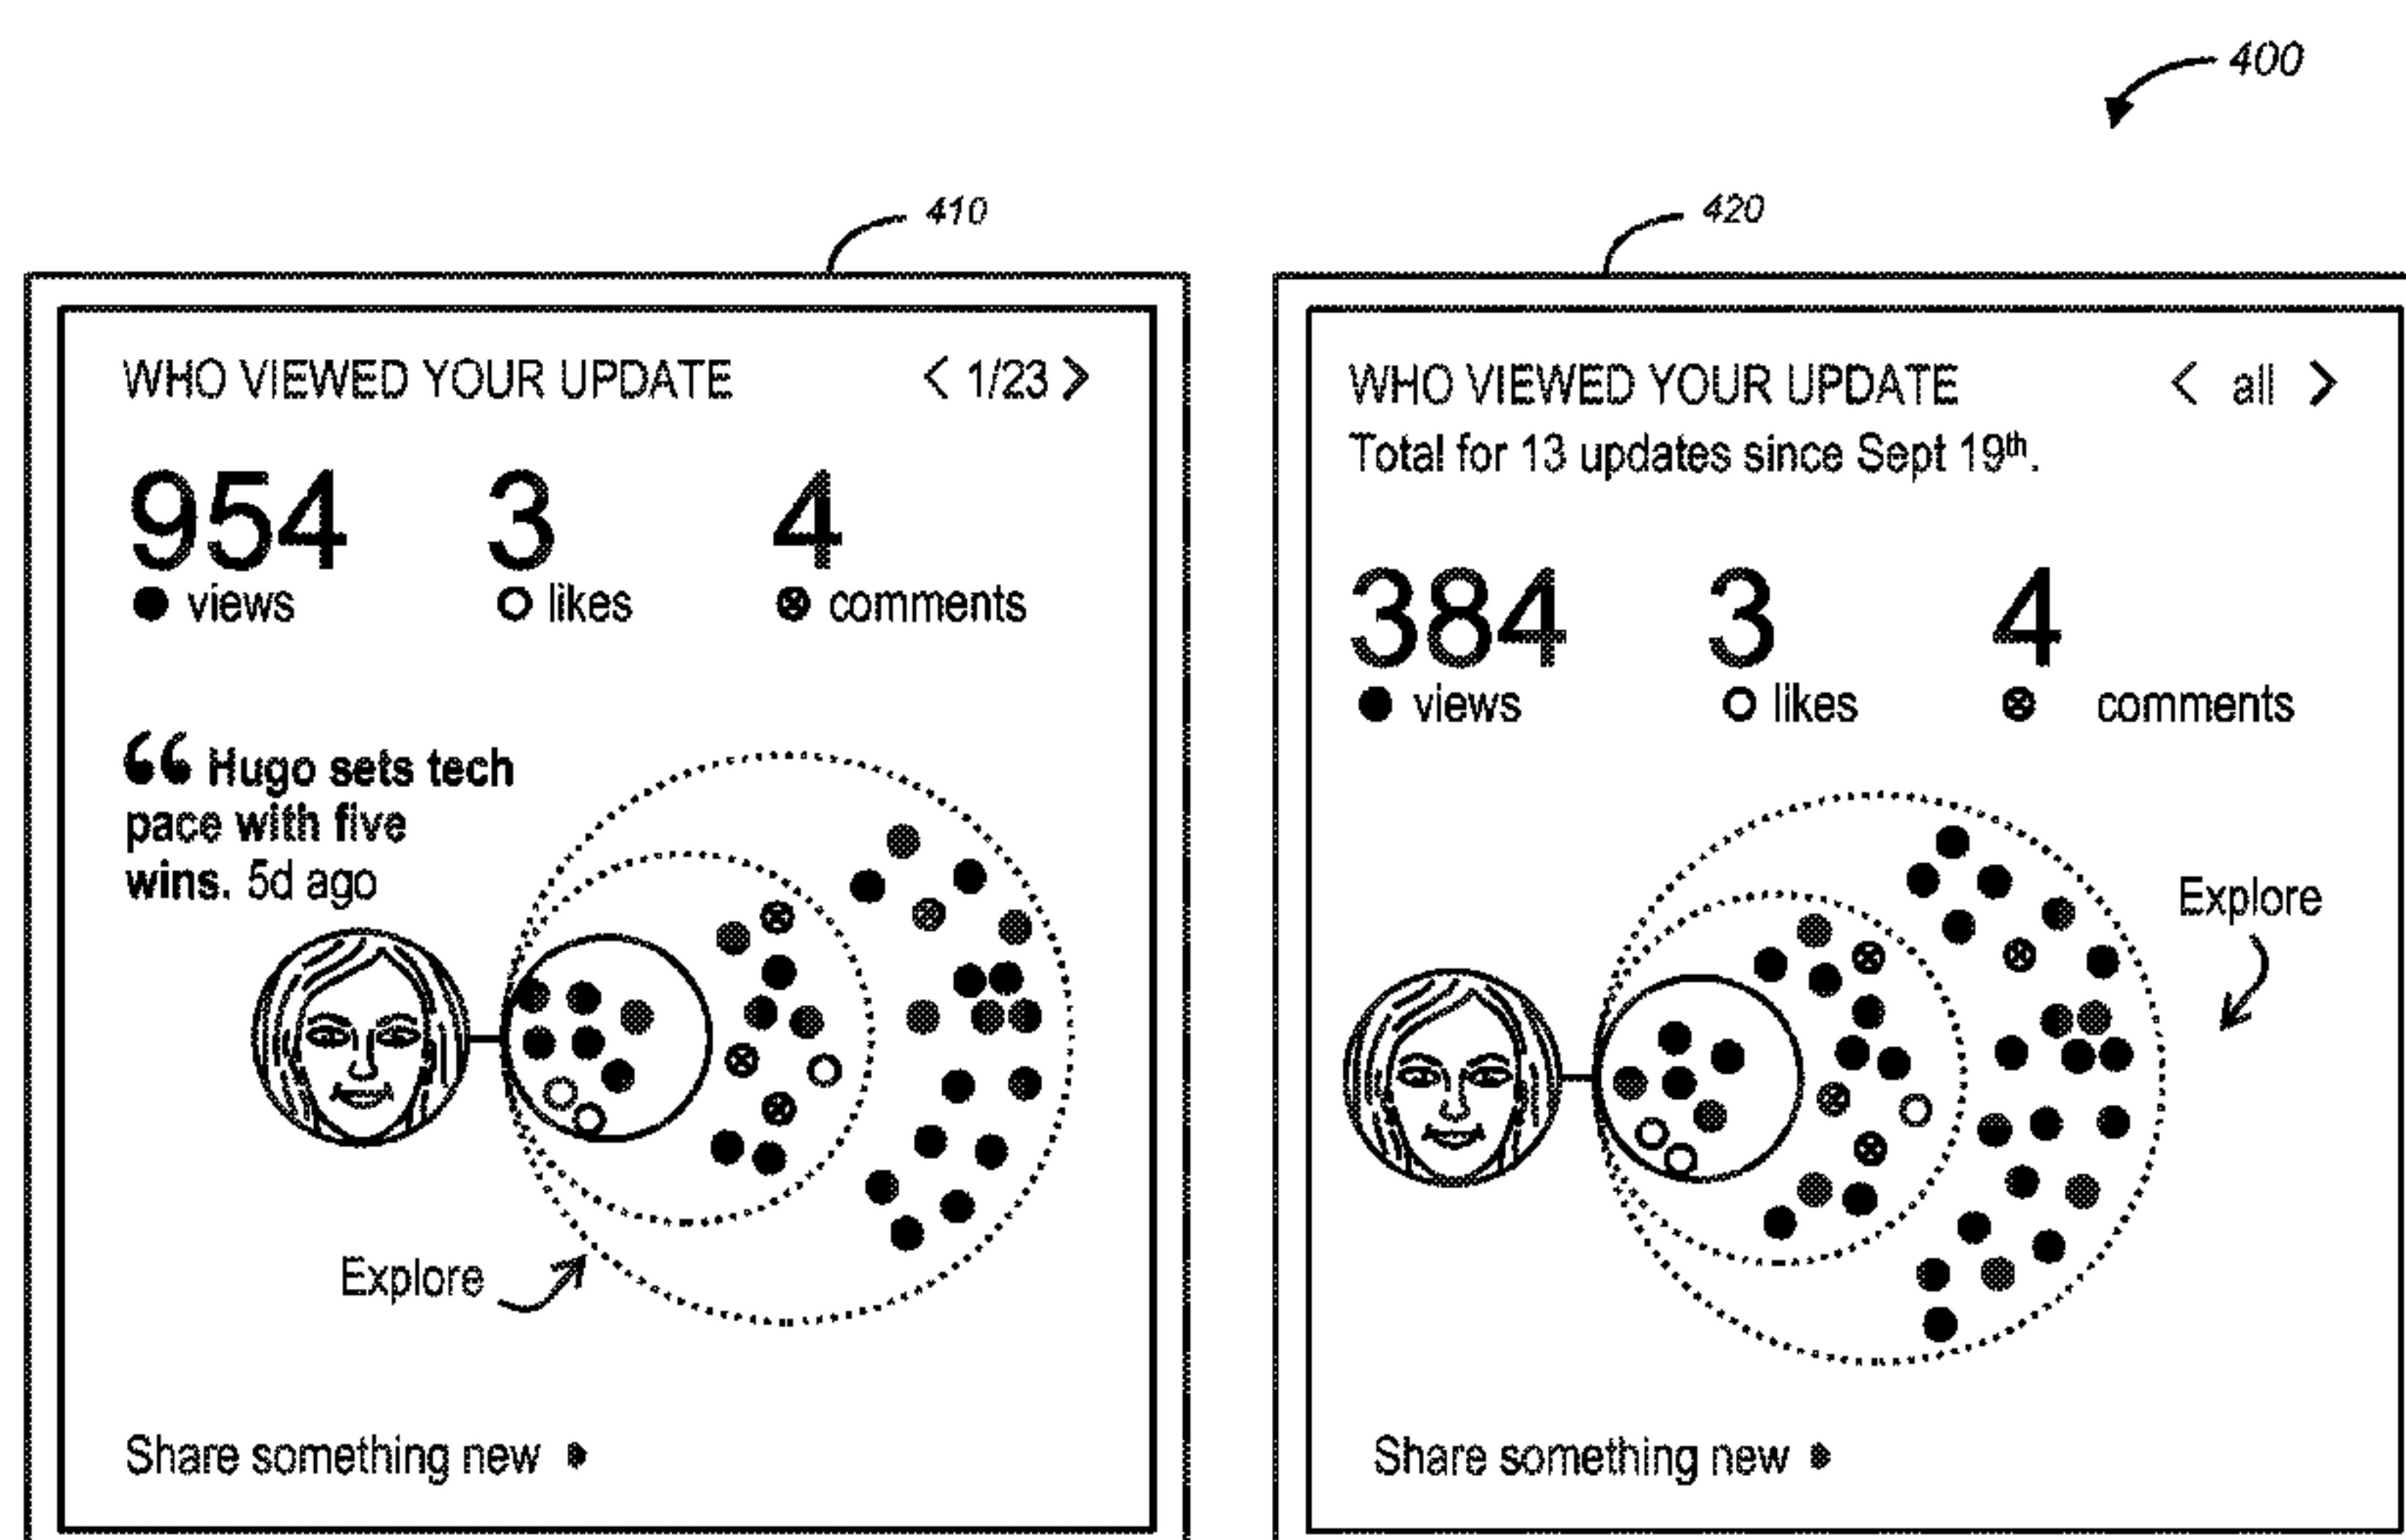 400
410
420
WHO VIEWED YOUR UPDATE < 1/23 >
954 3 4
views likes comments
“ Hugo sets tech
pace with five
wins. 5d ago
Explore
Share something new
WHO VIEWED YOUR UPDATE < all >
Total for 13 updates since Sept 19th.
384 3 4
views likes comments
Explore
Share something new